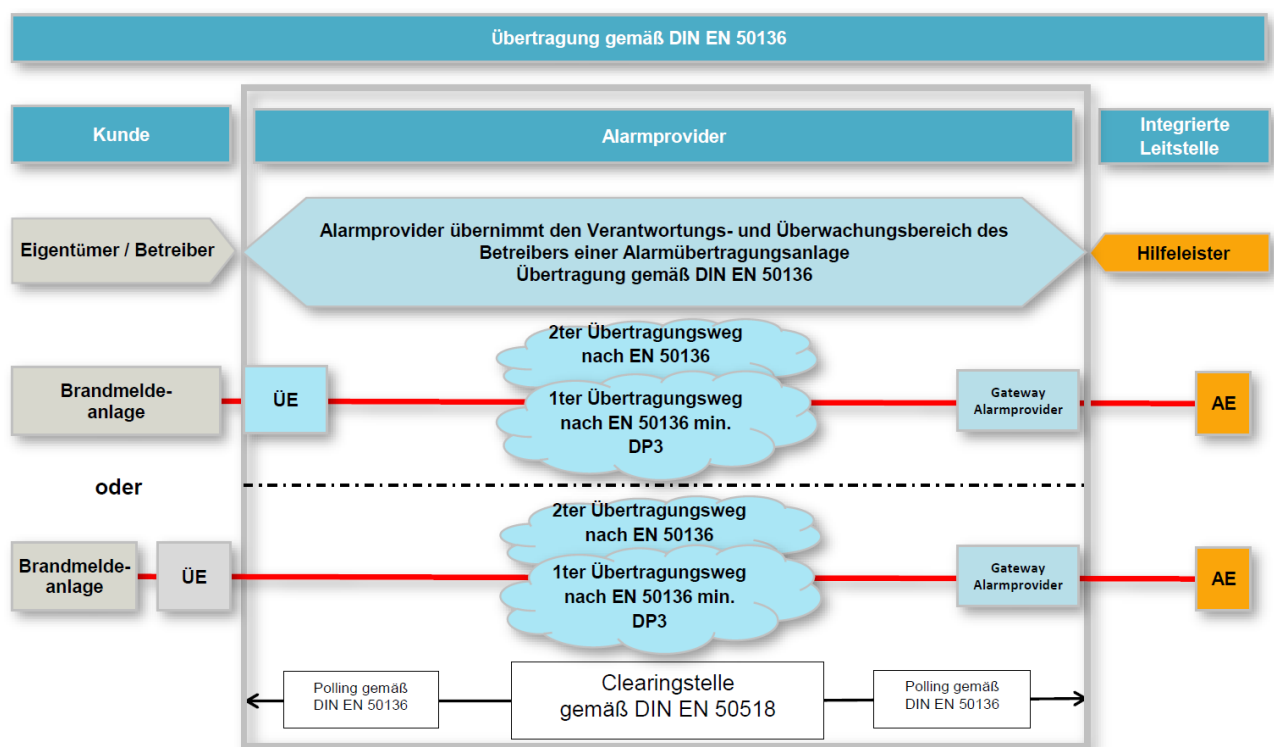 Übertragung gemäß DIN EN 50136
Kunde
Alarmprovider
Integrierte
Leitstelle
Eigentümer / Betreiber
Alarmprovider übernimmt den Verantwortungs- und Überwachungsbereich des
Betreibers einer Alarmübertragungsanlage
Übertragung gemäß DIN EN 50136
Hilfeleister
Brandmelde-
anlage
ÜE
2ter Übertragungsweg
nach EN 50136
1ter Übertragungsweg
nach EN 50136 min.
DP3
Gateway
Alarmprovider
AE
oder
Brandmelde-
anlage
ÜE
2ter Übertragungsweg
nach EN 50136
1ter Übertragungsweg
nach EN 50136 min.
DP3
Gateway
Alarmprovider
AE
Polling gemäß
DIN EN 50136
Clearingstelle
gemäß DIN EN 50518
Polling gemäß
DIN EN 50136